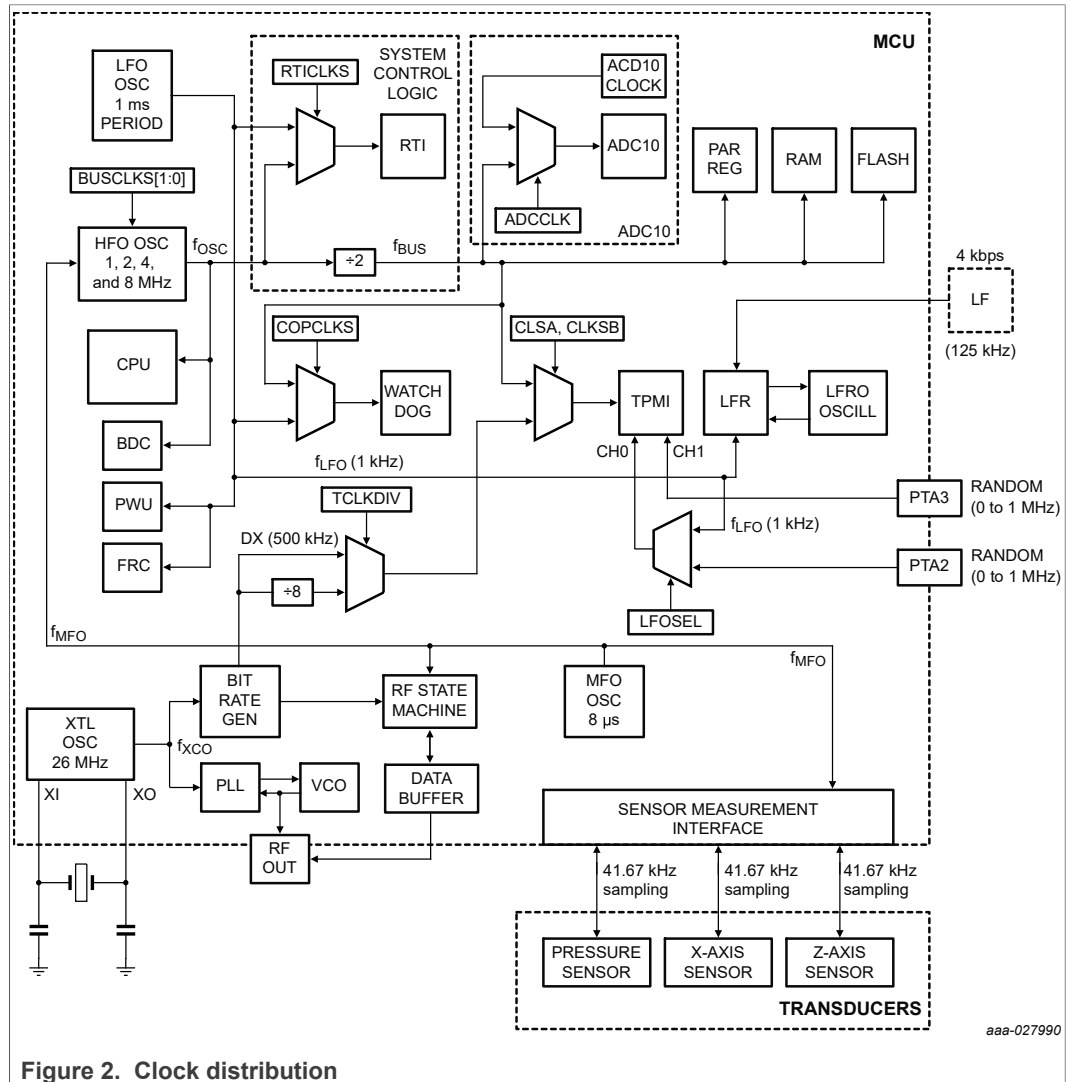 MCU
LFO
OSC
1 ms
PERIOD
RTICLKS
SYSTEM
CONTROL
LOGIC
RTI
ACD10
CLOCK
ADC10
ADCCLK
ADC10
PAR
REG
RAM
FLASH
BUSCLKS[1:0]
HFO OSC
1, 2, 4,
and 8 MHz
fOSC
÷2
fBUS
4 kbps
LF
(125 kHz)
CPU
COPCLKS
WATCH
DOG
CLSA, CLKSB
TPMI
LFR
LFRO
OSCILL
BDC
CH0
CH1
fLFO (1 kHz)
PWU
TCLKDIV
PTA3
RANDOM
(0 to 1 MHz)
FRC
DX (500 kHz)
÷8
fLFO (1 kHz)
PTA2
RANDOM
(0 to 1 MHz)
LFOSEL
fMFO
fMFO
BIT
RATE
GEN
RF STATE
MACHINE
MFO
OSC
8 µs
XTL
OSC
26 MHz
fXCO
XI
XO
PLL
VCO
DATA
BUFFER
RF
OUT
SENSOR MEASUREMENT
INTERFACE
41.67 kHz
sampling
41.67 kHz
sampling
41.67 kHz
sampling
PRESSURE
SENSOR
X-AXIS
SENSOR
Z-AXIS
SENSOR
TRANSDUCERS
aaa-027990
Figure 2. Clock distribution